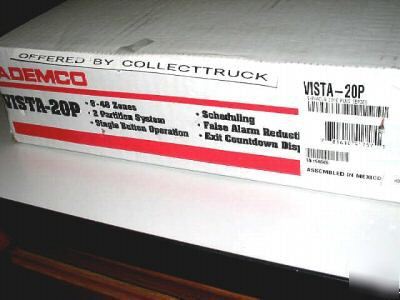 OFFERED BY COLLECTTRUCK
ADEMCO
VISTA-20P
• 8-48 Zones
• 2 Partition System
• Single Button Operation
• Scheduling
• False Alarm Reducti
• Exit Countdown Disp
VISTA-20P
ASSEMBLED IN MEXICO